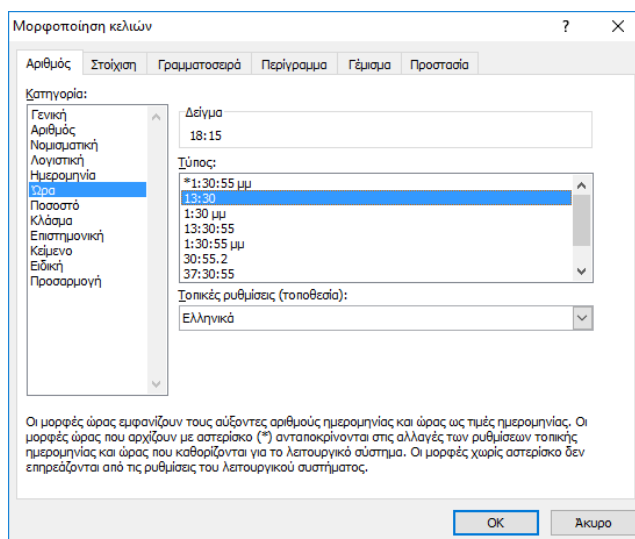 Μορφοποίηση κελιών
?
Αριθμός Στοίχιση Γραμματοσειρά Περίγραμμα Γέμισμα Προστασία
Κατηγορία:
Γενική
Αριθμός
Νομισματική
Λογιστική
Ημερομηνία
Ώρα
Ποσοστό
Κλάσμα
Επιστημονική
Κείμενο
Ειδική
Προσαρμογή
Δείγμα
18:15
Τύπος:
*1:30:55 μμ
13:30
1:30 μμ
13:30:55
1:30:55 μμ
30:55.2
37:30:55
Τοπικές ρυθμίσεις (τοποθεσία):
Ελληνικά
Οι μορφές ώρας εμφανίζουν τους αύξοντες αριθμούς ημερομηνίας και ώρας ως τιμές ημερομηνίας. Οι
μορφές ώρας που αρχίζουν με αστερίσκο (*) ανταποκρίνονται στις αλλαγές των ρυθμίσεων τοπικής
ημερομηνίας και ώρας που καθορίζονται για το λειτουργικό σύστημα. Οι μορφές χωρίς αστερίσκο δεν
επηρεάζονται από τις ρυθμίσεις του λειτουργικού συστήματος.
OK Άκυρο